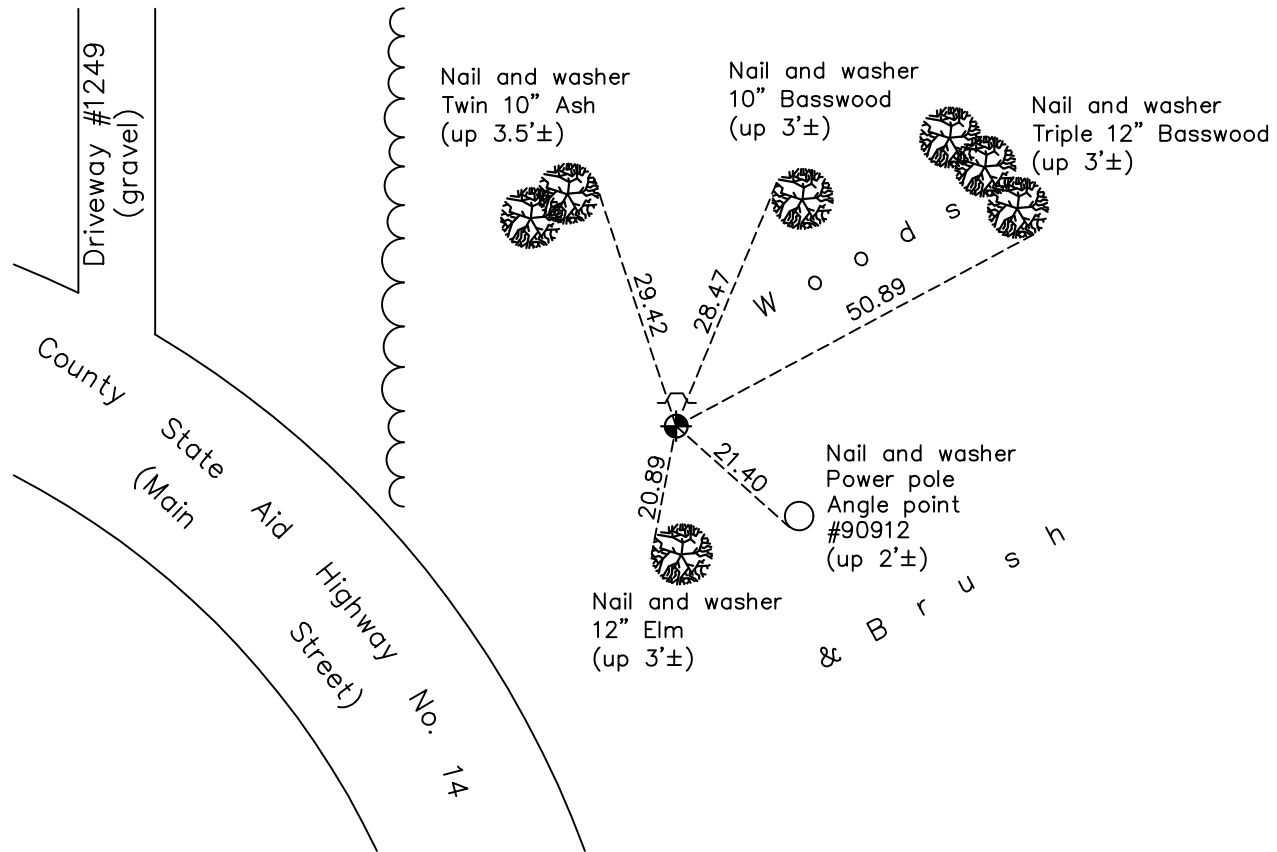 Driveway #1249
(gravel)
Nail and washer
Twin 10” Ash
(up 3.5’±)
Nail and washer
10” Basswood
(up 3’±)
Nail and washer
Triple 12” Basswood
(up 3’±)
Woods
29.42
28.47
50.89
20.89
21.40
Nail and washer
Power pole
Angle point
#90912
(up 2’±)
Nail and washer
12” Elm
(up 3’±)
& Brush
County State Aid Highway No. 14
(Main Street)